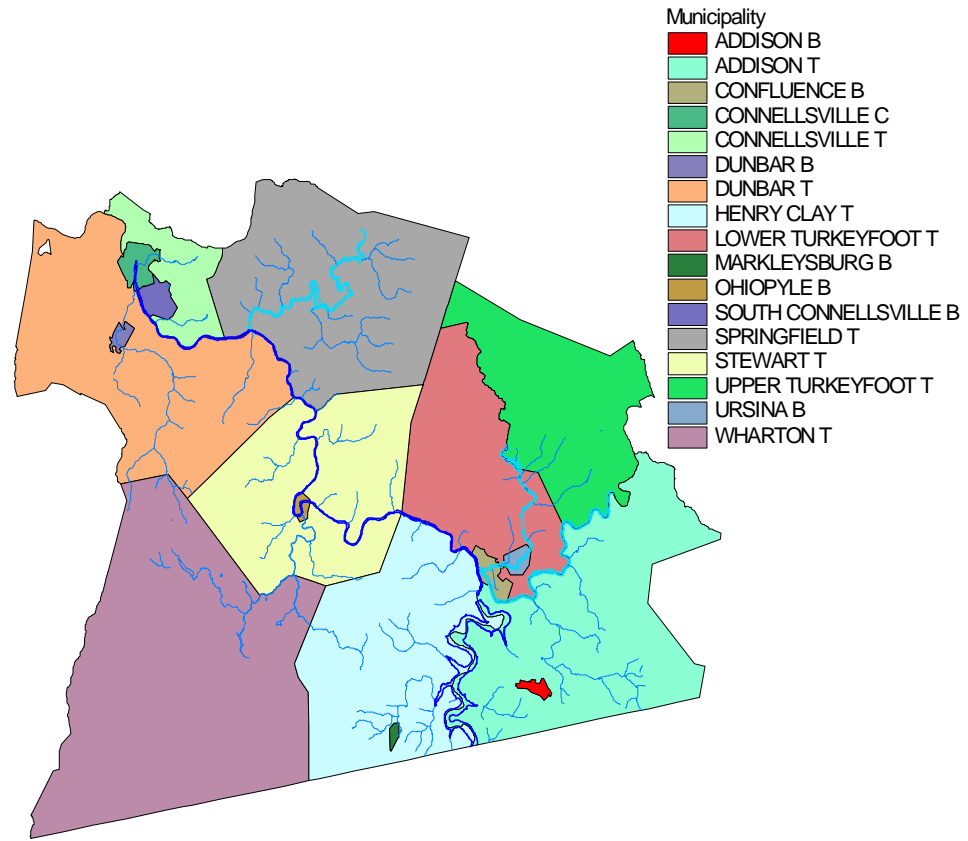 Municipality
ADDISON B
ADDISON T
CONFLUENCE B
CONNELLSVILLE C
CONNELLSVILLE T
DUNBAR B
DUNBAR T
HENRY CLAY T
LOWER TURKEYFOOT T
MARKLEYSBURG B
OHIOPYLE B
SOUTH CONNELLSVILLE B
SPRINGFIELD T
STEWART T
UPPER TURKEYFOOT T
URSINA B
WHARTON T